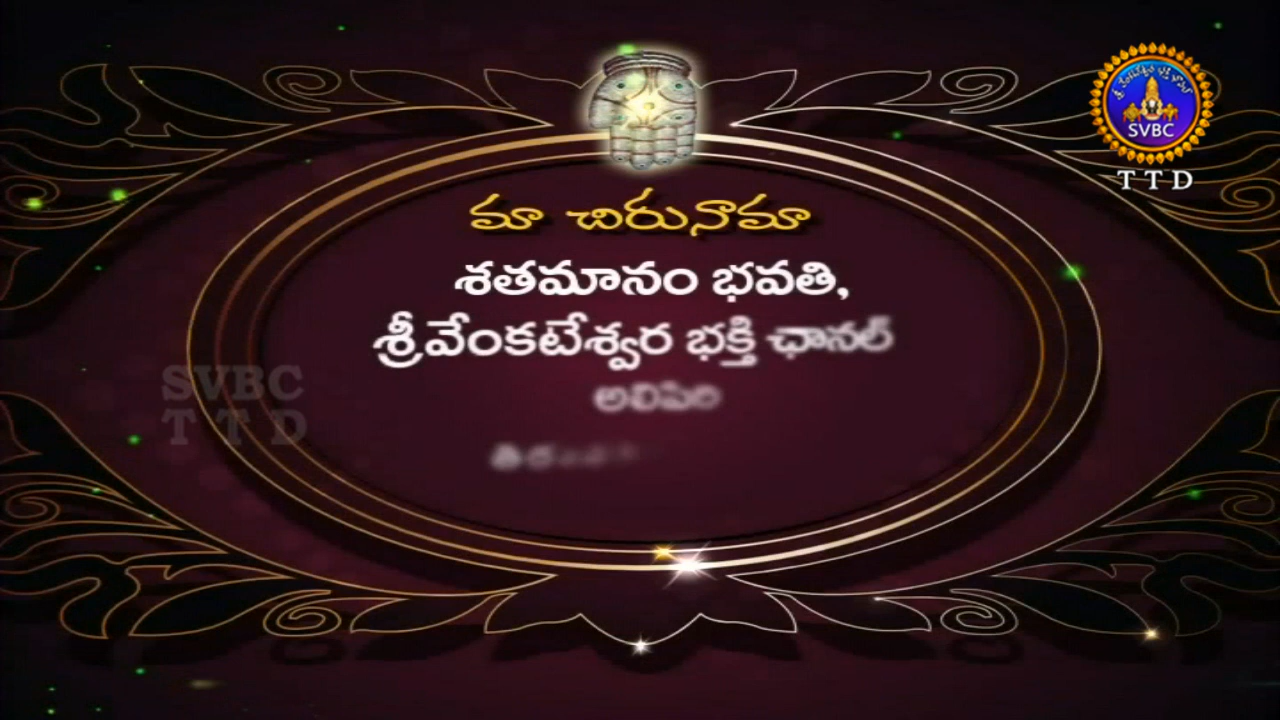 మా చిరునామా
శతమానం భవతి,
శ్రీ వేంకటేశ్వర భక్తి ఛానల్
అలిపిరి
SVBC
TTD
SVBC
TTD